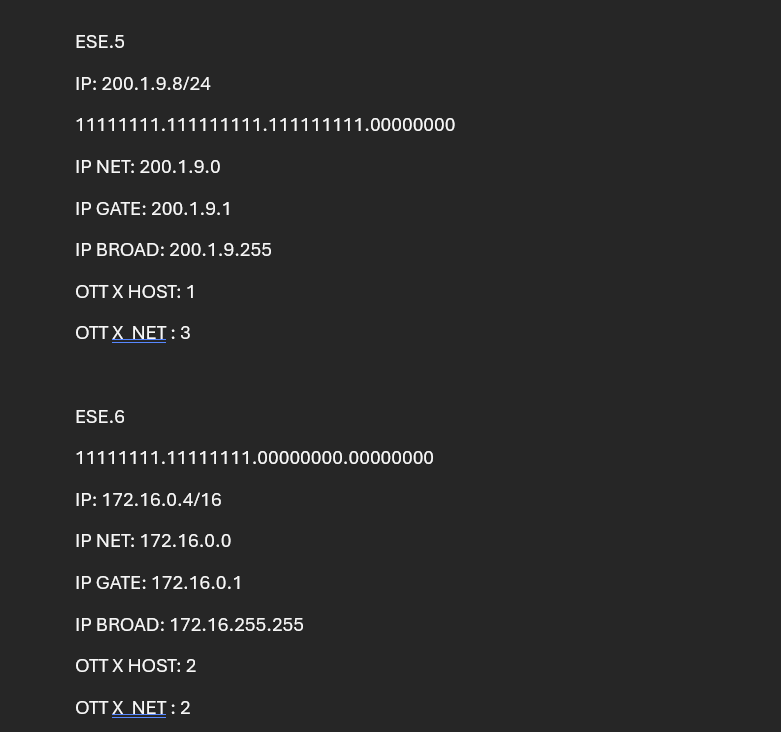 ESE.5
IP: 200.1.9.8/24
11111111.111111111.111111111.00000000
IP NET: 200.1.9.0
IP GATE: 200.1.9.1
IP BROAD: 200.1.9.255
OTT X HOST: 1
OTT X_NET : 3
ESE.6
11111111.11111111.00000000.00000000
IP: 172.16.0.4/16
IP NET: 172.16.0.0
IP GATE: 172.16.0.1
IP BROAD: 172.16.255.255
OTT X HOST: 2
OTT X_NET : 2